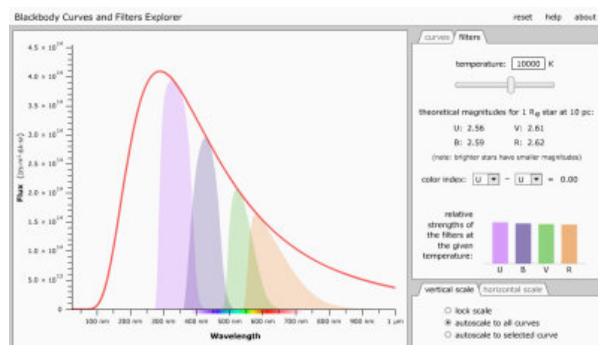 Blackbody Curves and Filters Explorer
reset help about
curves filters
temperature: 10000 K
theoretical magnitudes for 1 R⊙ star at 10 pc:
U: 2.56 V: 2.61
B: 2.59 R: 2.62
(note: brighter stars have smaller magnitudes)
color index: U - U = 0.00
relative
strengths of
the filters at
the given
temperature:
U B V R
vertical scale horizontal scale
lock scale
autoscale to all curves
autoscale to selected curve
Flux
4.5 × 10¹⁴
4.0 × 10¹⁴
3.5 × 10¹⁴
3.0 × 10¹⁴
2.5 × 10¹⁴
2.0 × 10¹⁴
1.5 × 10¹⁴
1.0 × 10¹⁴
5.0 × 10¹³
0
100 nm 200 nm 300 nm 400 nm 500 nm 600 nm 700 nm 800 nm 900 nm 1 μm
Wavelength